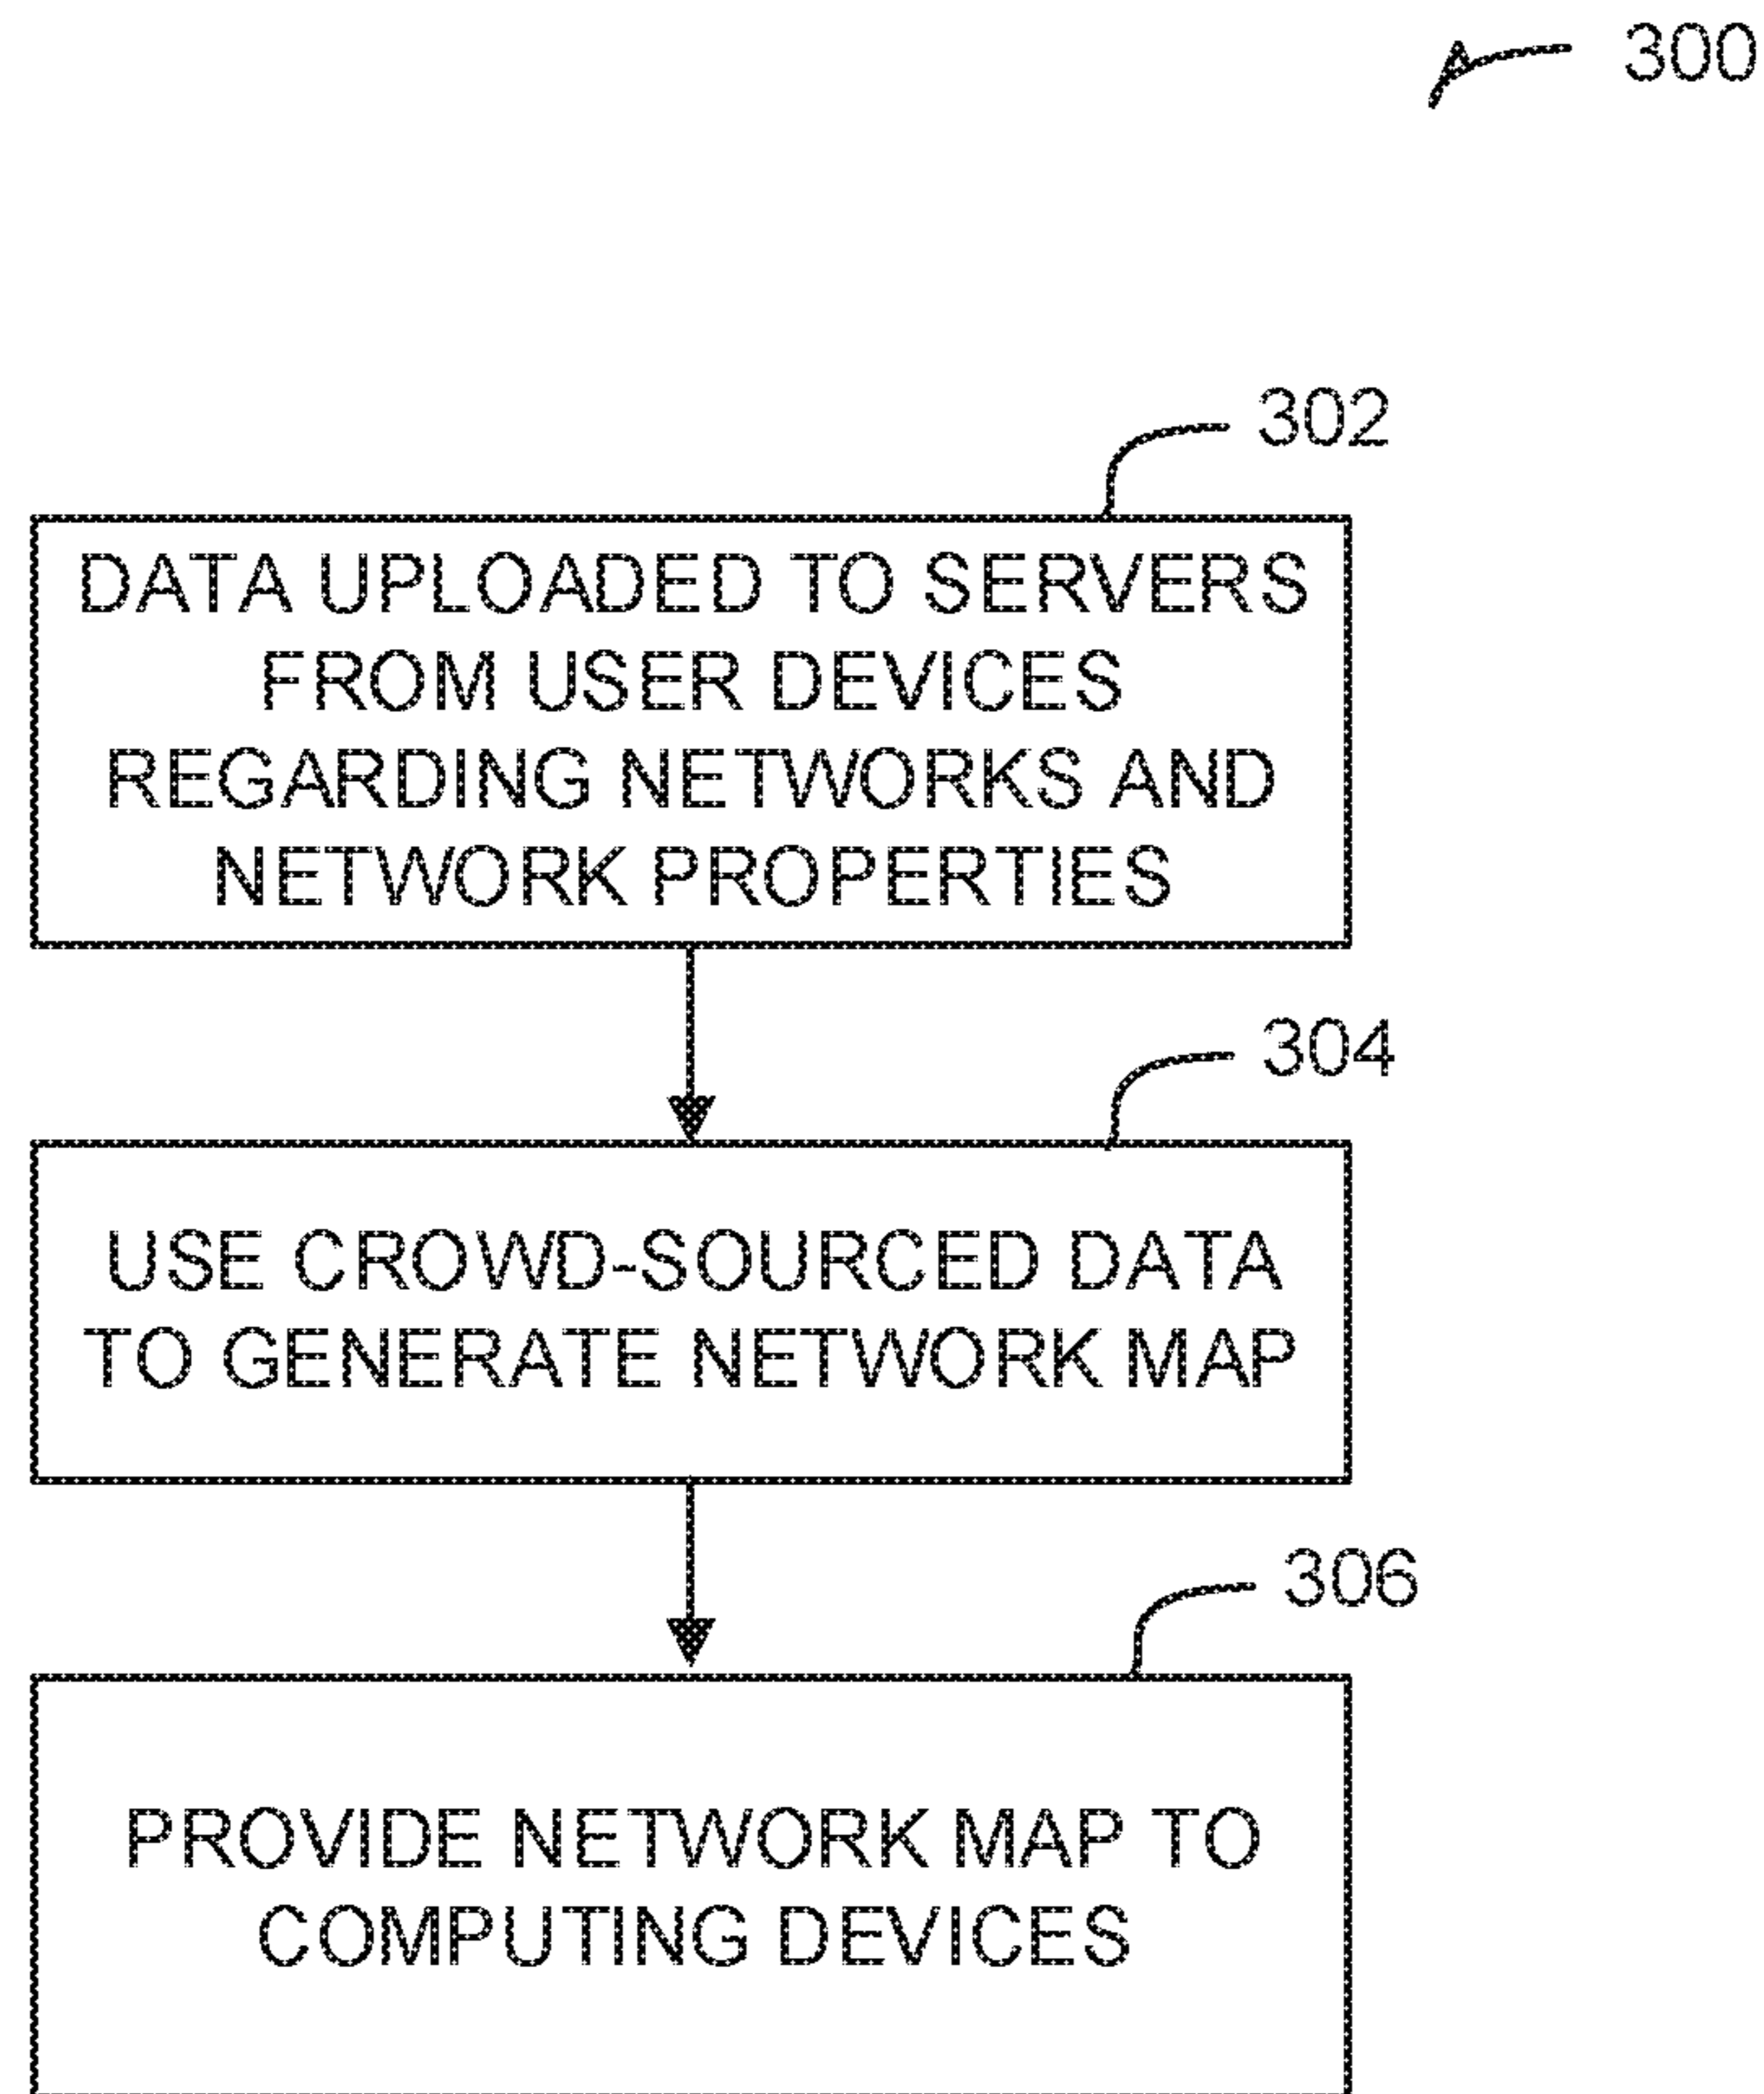 300
302
DATA UPLOADED TO SERVERS
FROM USER DEVICES
REGARDING NETWORKS AND
NETWORK PROPERTIES
304
USE CROWD-SOURCED DATA
TO GENERATE NETWORK MAP
306
PROVIDE NETWORK MAP TO
COMPUTING DEVICES